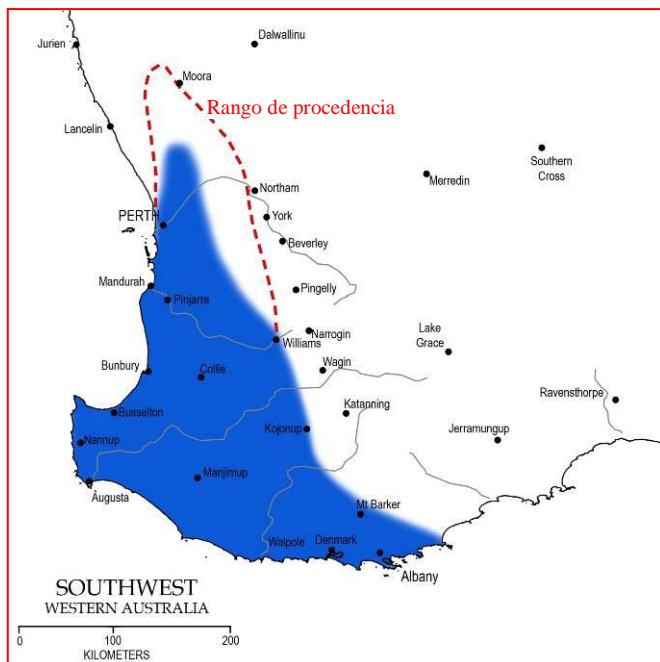 Dalwallinu
Jurien
Moora
Rango de procedencia
Lancelin
Southern
Cross
Merredin
Northam
PERTH
York
Beverley
Mandurah
Pingelly
Pinjarra
Narrogin
Williams
Lake
Grace
Bunbury
Collie
Wagin
Ravensthorpe
Busselton
Katanning
Kojonup
Jerramungup
Nannup
Manjimup
Augusta
Mt Barker
Walpole
Denmark
Albany
SOUTHWEST
WESTERN AUSTRALIA
0 100 200
KILOMETERS